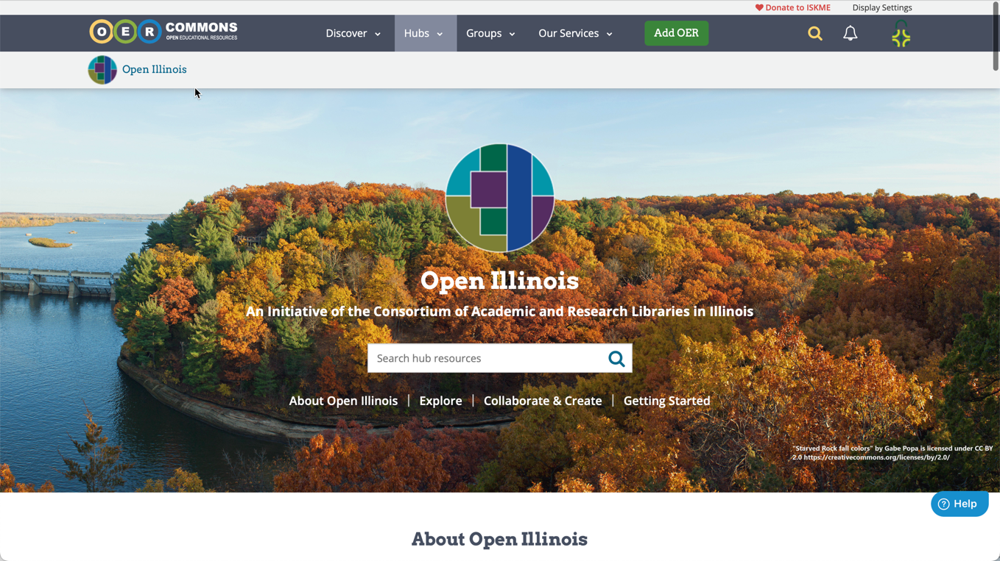 Donate to ISKME Display Settings
OER COMMONS
OPEN EDUCATIONAL RESOURCES
Discover Hubs Groups Our Services Add OER
Open Illinois
Open Illinois
An Initiative of the Consortium of Academic and Research Libraries in Illinois
Search hub resources
About Open Illinois | Explore | Collaborate & Create | Getting Started
"Starved Rock fall colors" by Gabe Popa is licensed under CC BY
2.0 https://creativecommons.org/licenses/by/2.0/
? Help
About Open Illinois